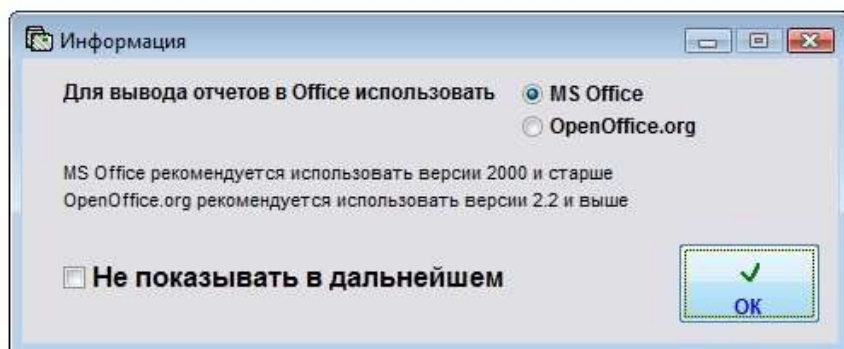 Информация
Для вывода отчетов в Office использовать
MS Office
OpenOffice.org
MS Office рекомендуется использовать версии 2000 и старше
OpenOffice.org рекомендуется использовать версии 2.2 и выше
Не показывать в дальнейшем
ОК